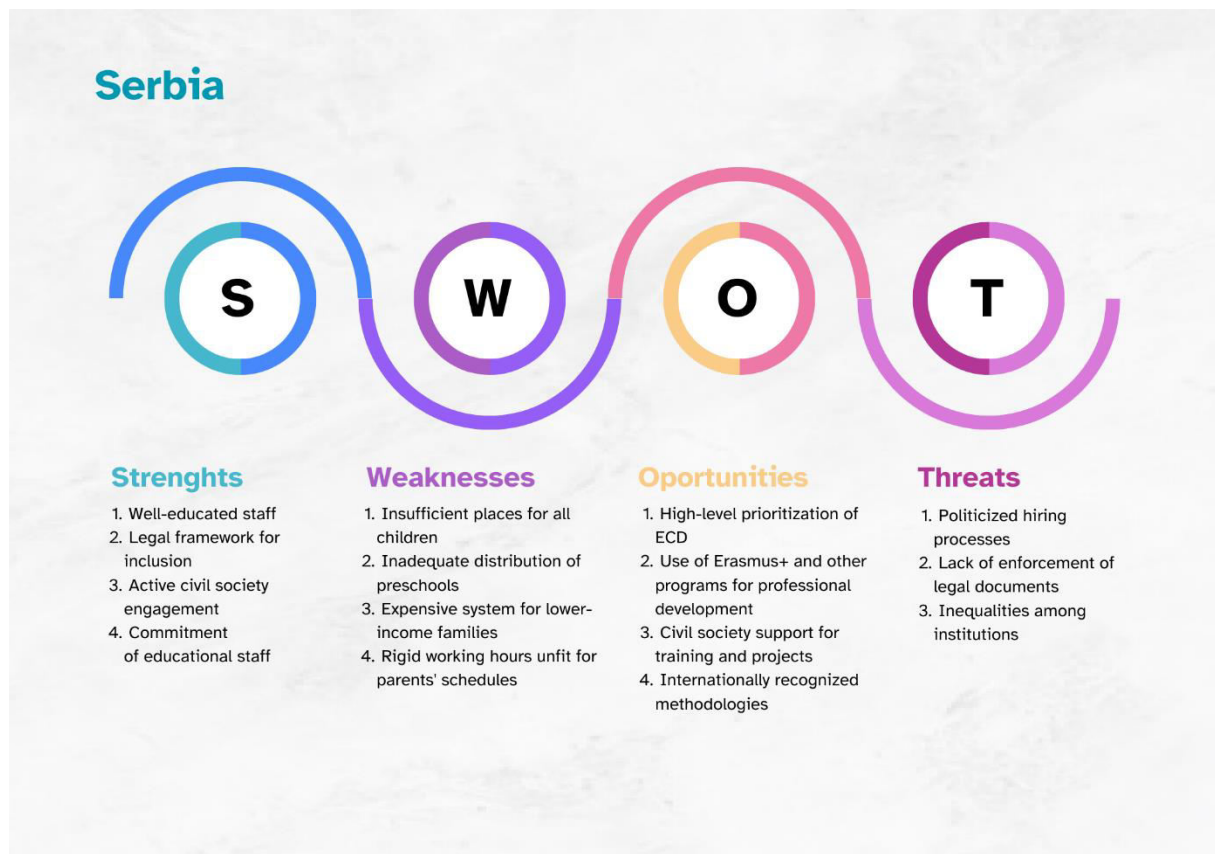 Serbia
S
W
O
T
Strenghts
1. Well-educated staff
2. Legal framework for
inclusion
3. Active civil society
engagement
4. Commitment
of educational staff
Weaknesses
1. Insufficient places for all
children
2. Inadequate distribution of
preschools
3. Expensive system for lower-
income families
4. Rigid working hours unfit for
parents' schedules
Oportunities
1. High-level prioritization of
ECD
2. Use of Erasmus+ and other
programs for professional
development
3. Civil society support for
training and projects
4. Internationally recognized
methodologies
Threats
1. Politicized hiring
processes
2. Lack of enforcement of
legal documents
3. Inequalities among
institutions